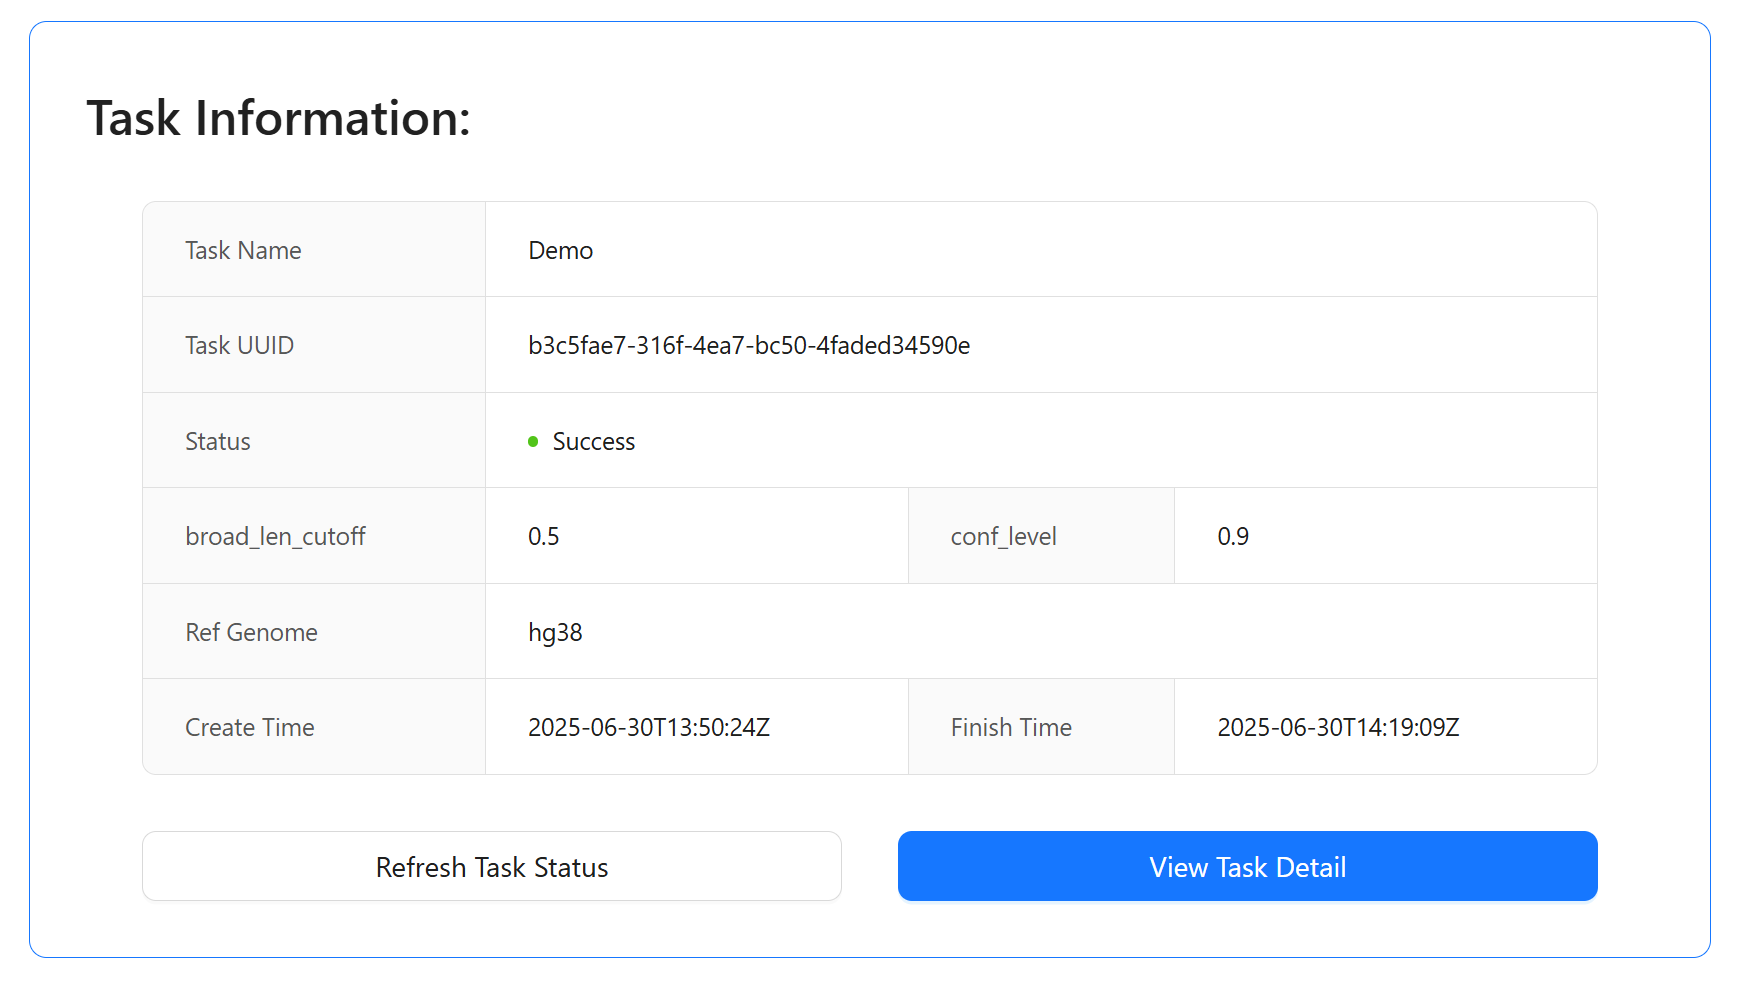 Task Information:
Task Name Demo
Task UUID b3c5fae7-316f-4ea7-bc50-4faded34590e
Status Success
broad_len_cutoff 0.5 conf_level 0.9
Ref Genome hg38
Create Time 2025-06-30T13:50:24Z Finish Time 2025-06-30T14:19:09Z
Refresh Task Status View Task Detail